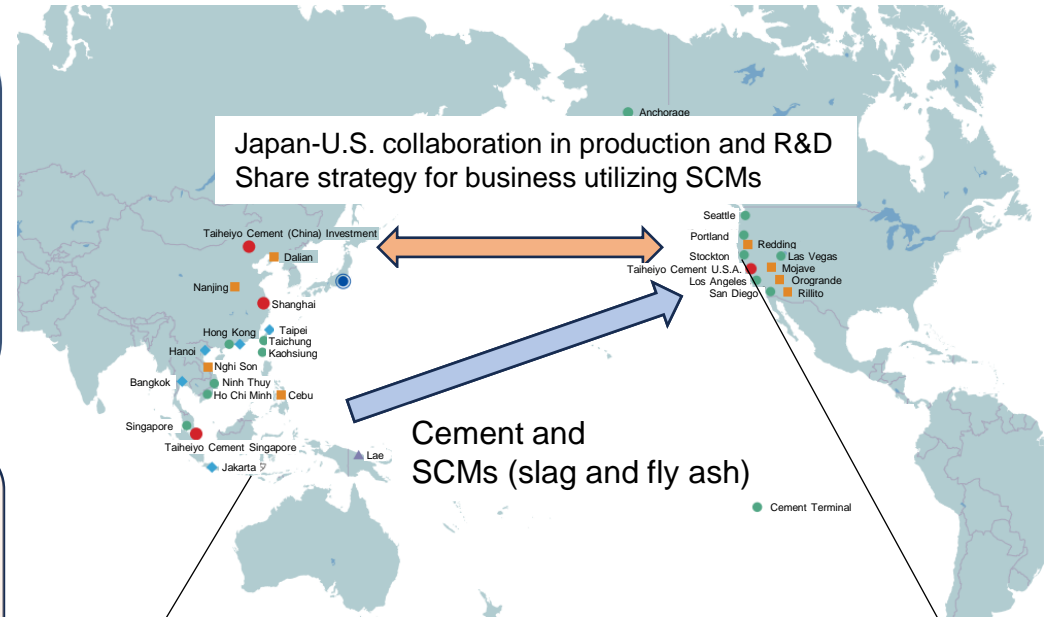 Anchorage
Japan-U.S. collaboration in production and R&D
Share strategy for business utilizing SCMs
Taiheiyo Cement (China) Investment
Dalian
Nanjing
Shanghai
Hong Kong
Taipei
Taichung
Kaohsiung
Hanoi
Nghi Son
Bangkok
Ninh Thuy
Ho Chi Minh
Cebu
Singapore
Taiheiyo Cement Singapore
Jakarta
Lae
Seattle
Portland
Redding
Stockton
Las Vegas
Taiheiyo Cement U.S.A.
Mojave
Los Angeles
Orogrande
San Diego
Rillito
Cement and
SCMs (slag and fly ash)
Cement Terminal